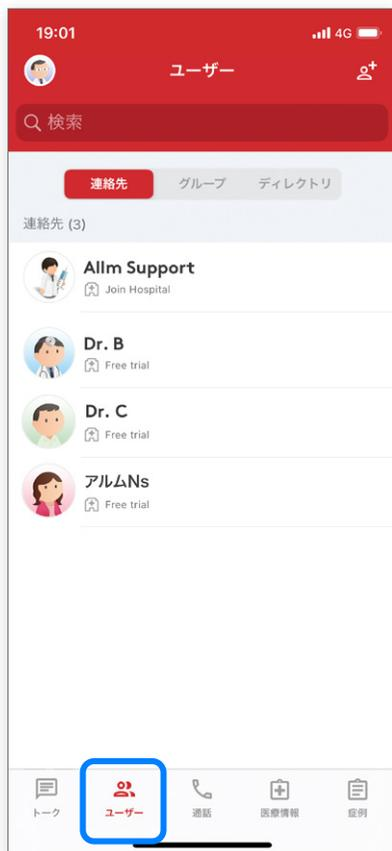 19:01
4G
ユーザー
検索
連絡先
グループ
ディレクトリ
連絡先 (3)
Allm Support
Join Hospital
Dr. B
Free trial
Dr. C
Free trial
アルムNs
Free trial
トーク
ユーザー
通話
医療情報
症例